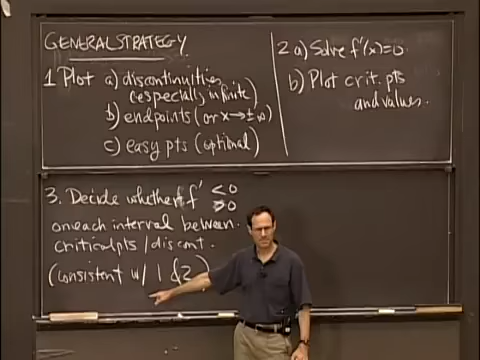 GENERAL STRATEGY
1 Plot a) discontinuities
(especially infinite)
b) endpoints (or x→±∞)
c) easy pts (optional)
2 a) Solve f'(x)=0.
b) Plot crit. pts
and values.
3. Decide whether f' < 0
> 0
on each interval between
critical pts / discont.
(consistent w/ 1 & 2)